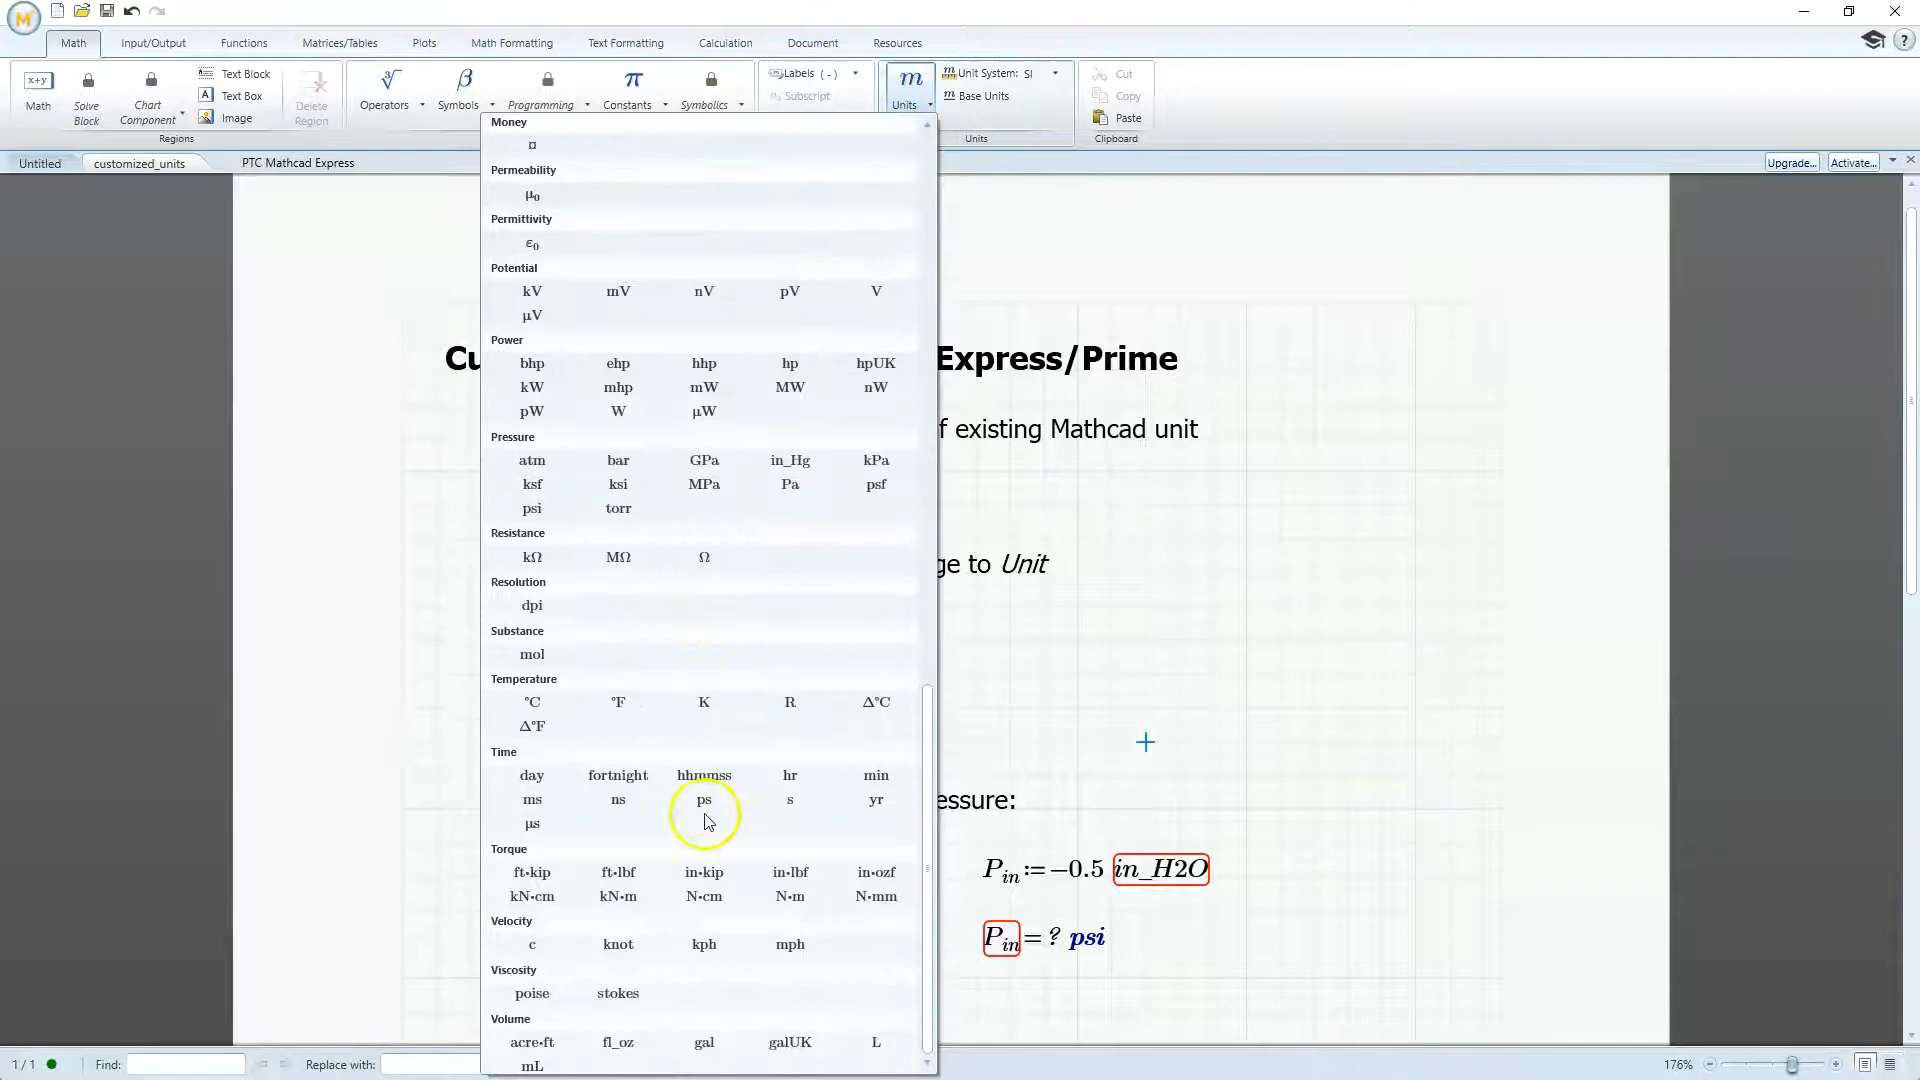 Math Input/Output Functions Matrices/Tables Plots Math Formatting Text Formatting Calculation Document Resources
x+y ∛ β π Labels ( - ) m Unit System: SI Cut
Text Block
Math Solve Block Chart Component Text Box Delete Region Operators Symbols Programming Constants Symbolics Subscript Units Base Units Copy
Image Paste
Regions Units Clipboard
Untitled customized_units PTC Mathcad Express Upgrade... Activate...
Money
¤
Permeability
μ₀
Permittivity
ε₀
Potential
kV mV nV pV V
μV
Power
bhp ehp hhp hp hpUK
kW mhp mW MW nW
pW W μW
Pressure
atm bar GPa in_Hg kPa
ksf ksi MPa Pa psf
psi torr
Resistance
kΩ MΩ Ω
Resolution
dpi
Substance
mol
Temperature
°C °F K R Δ°C
Δ°F
Time
day fortnight hhmmss hr min
ms ns ps s yr
μs
Torque
ft·kip ft·lbf in·kip in·lbf in·ozf
kN·cm kN·m N·cm N·m N·mm
Velocity
c knot kph mph
Viscosity
poise stokes
Volume
acre·ft fl_oz gal galUK L
mL
Cu Express/Prime
f existing Mathcad unit
ge to Unit
essure:
P_in := −0.5 in_H2O
P_in = ? psi
1 / 1 Find: Replace with: 176%